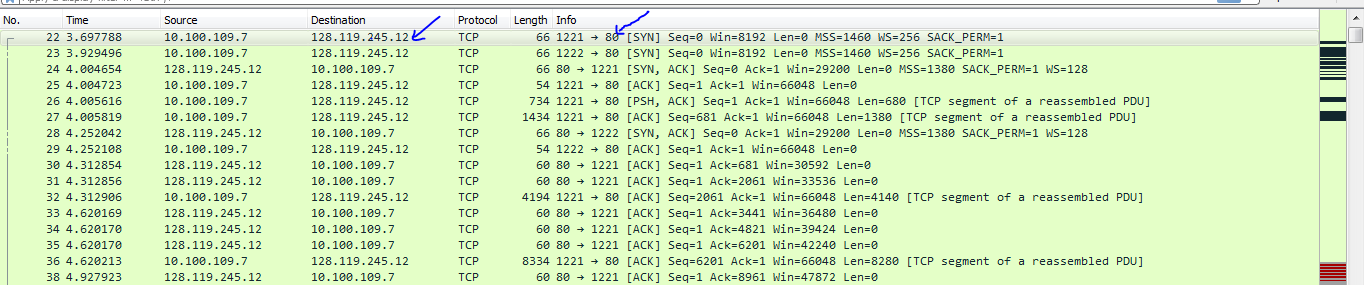 No. Time Source Destination Protocol Length Info
22 3.697788 10.100.109.7 128.119.245.12 TCP 66 1221 → 80 [SYN] Seq=0 Win=8192 Len=0 MSS=1460 WS=256 SACK_PERM=1
23 3.929496 10.100.109.7 128.119.245.12 TCP 66 1222 → 80 [SYN] Seq=0 Win=8192 Len=0 MSS=1460 WS=256 SACK_PERM=1
24 4.004654 128.119.245.12 10.100.109.7 TCP 66 80 → 1221 [SYN, ACK] Seq=0 Ack=1 Win=29200 Len=0 MSS=1380 SACK_PERM=1 WS=128
25 4.004723 10.100.109.7 128.119.245.12 TCP 54 1221 → 80 [ACK] Seq=1 Ack=1 Win=66048 Len=0
26 4.005616 10.100.109.7 128.119.245.12 TCP 734 1221 → 80 [PSH, ACK] Seq=1 Ack=1 Win=66048 Len=680 [TCP segment of a reassembled PDU]
27 4.005819 10.100.109.7 128.119.245.12 TCP 1434 1221 → 80 [ACK] Seq=681 Ack=1 Win=66048 Len=1380 [TCP segment of a reassembled PDU]
28 4.252042 128.119.245.12 10.100.109.7 TCP 66 80 → 1222 [SYN, ACK] Seq=0 Ack=1 Win=29200 Len=0 MSS=1380 SACK_PERM=1 WS=128
29 4.252108 10.100.109.7 128.119.245.12 TCP 54 1222 → 80 [ACK] Seq=1 Ack=1 Win=66048 Len=0
30 4.312854 128.119.245.12 10.100.109.7 TCP 60 80 → 1221 [ACK] Seq=1 Ack=681 Win=30592 Len=0
31 4.312856 128.119.245.12 10.100.109.7 TCP 60 80 → 1221 [ACK] Seq=1 Ack=2061 Win=33536 Len=0
32 4.312906 10.100.109.7 128.119.245.12 TCP 4194 1221 → 80 [ACK] Seq=2061 Ack=1 Win=66048 Len=4140 [TCP segment of a reassembled PDU]
33 4.620169 128.119.245.12 10.100.109.7 TCP 60 80 → 1221 [ACK] Seq=1 Ack=3441 Win=36480 Len=0
34 4.620170 128.119.245.12 10.100.109.7 TCP 60 80 → 1221 [ACK] Seq=1 Ack=4821 Win=39424 Len=0
35 4.620170 128.119.245.12 10.100.109.7 TCP 60 80 → 1221 [ACK] Seq=1 Ack=6201 Win=42240 Len=0
36 4.620213 10.100.109.7 128.119.245.12 TCP 8334 1221 → 80 [ACK] Seq=6201 Ack=1 Win=66048 Len=8280 [TCP segment of a reassembled PDU]
38 4.927923 128.119.245.12 10.100.109.7 TCP 60 80 → 1221 [ACK] Seq=1 Ack=8961 Win=47872 Len=0